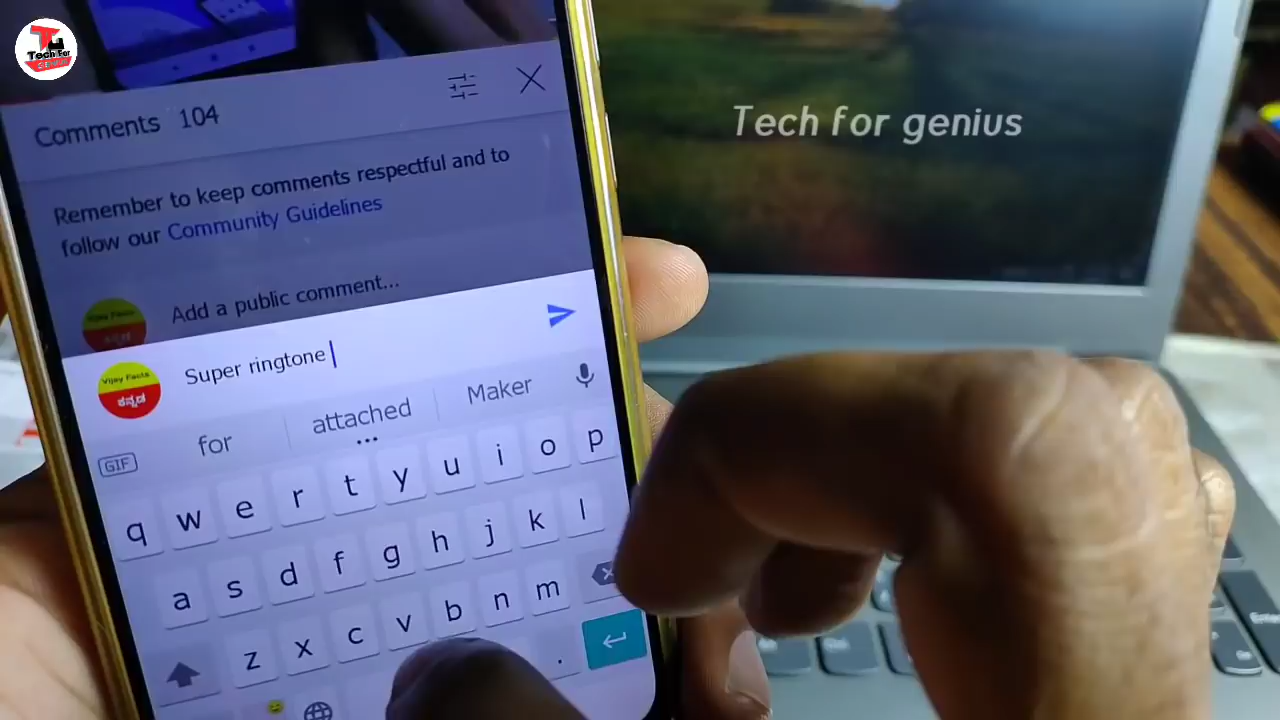 Tech For
GENIUS
Tech for genius
Comments 104
Remember to keep comments respectful and to
follow our Community Guidelines
Add a public comment...
Vijay Facts
ಕನ್ನಡ
Super ringtone
for attached Maker
GIF
q w e r t y u i o p
a s d f g h j k l
z x c v b n m
.